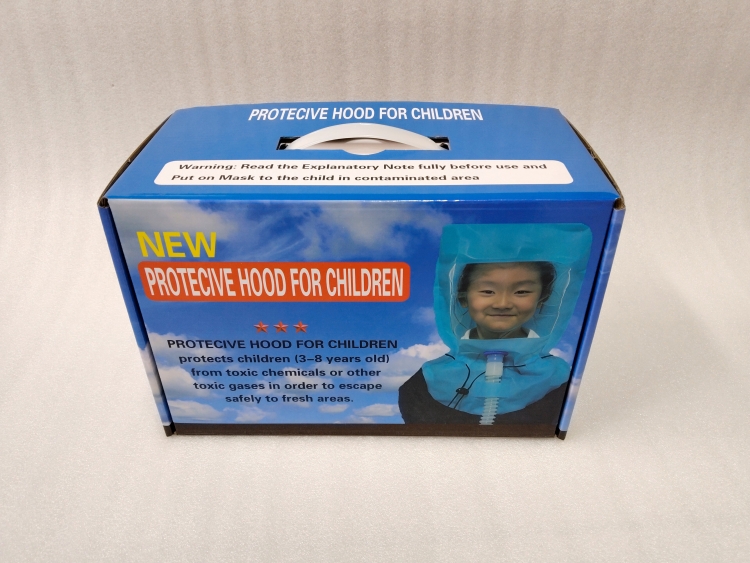 PROTECIVE HOOD FOR CHILDREN
Warning: Read the Explanatory Note fully before use and
Put on Mask to the child in contaminated area
NEW
PROTECIVE HOOD FOR CHILDREN
PROTECIVE HOOD FOR CHILDREN
protects children (3–8 years old)
from toxic chemicals or other
toxic gases in order to escape
safely to fresh areas.